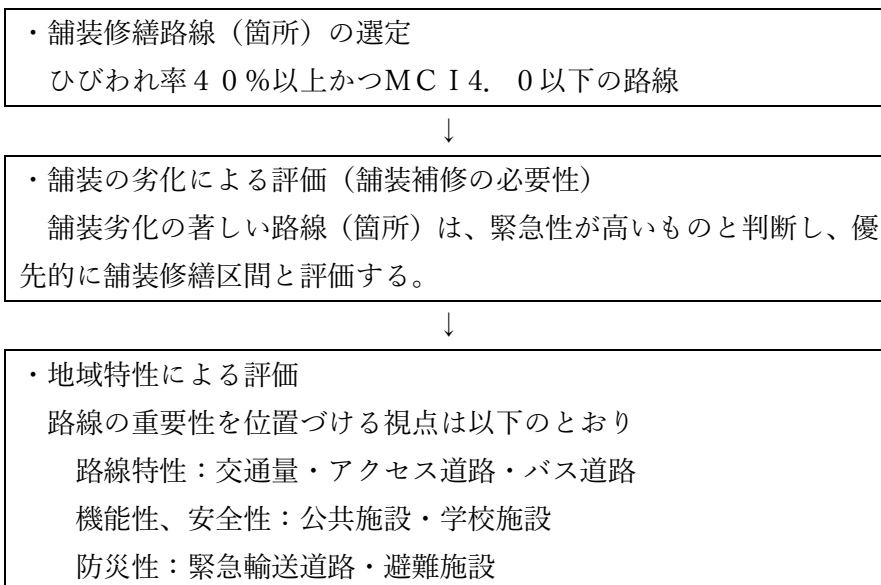 ・舗装修繕路線（箇所）の選定
ひびわれ率４０％以上かつＭＣＩ４．０以下の路線
↓
・舗装の劣化による評価（舗装補修の必要性）
舗装劣化の著しい路線（箇所）は、緊急性が高いものと判断し、優
先的に舗装修繕区間と評価する。
↓
・地域特性による評価
路線の重要性を位置づける視点は以下のとおり
路線特性：交通量・アクセス道路・バス道路
機能性、安全性：公共施設・学校施設
防災性：緊急輸送道路・避難施設